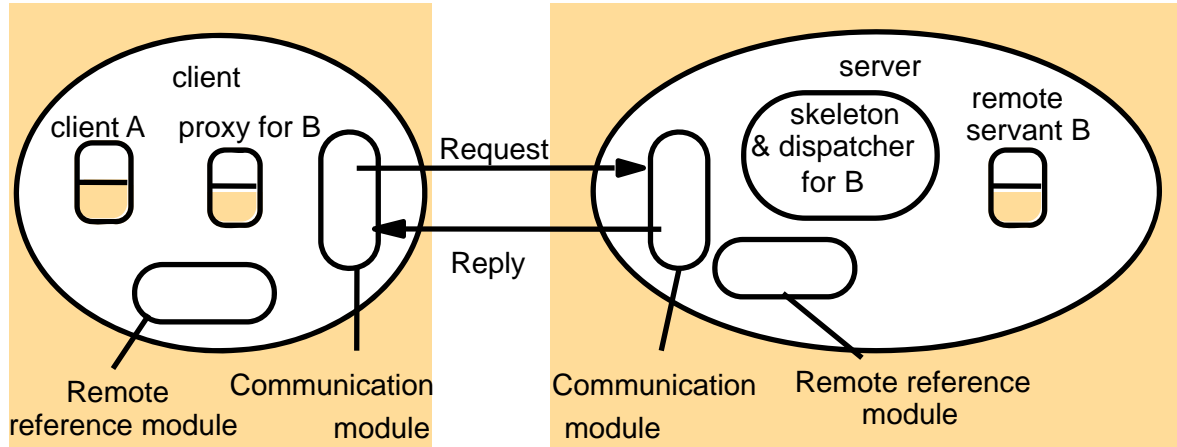 client
client A
proxy for B
Remote
reference module
Communication
module
Request
Reply
server
skeleton
& dispatcher
for B
remote
servant B
Communication
module
Remote reference
module